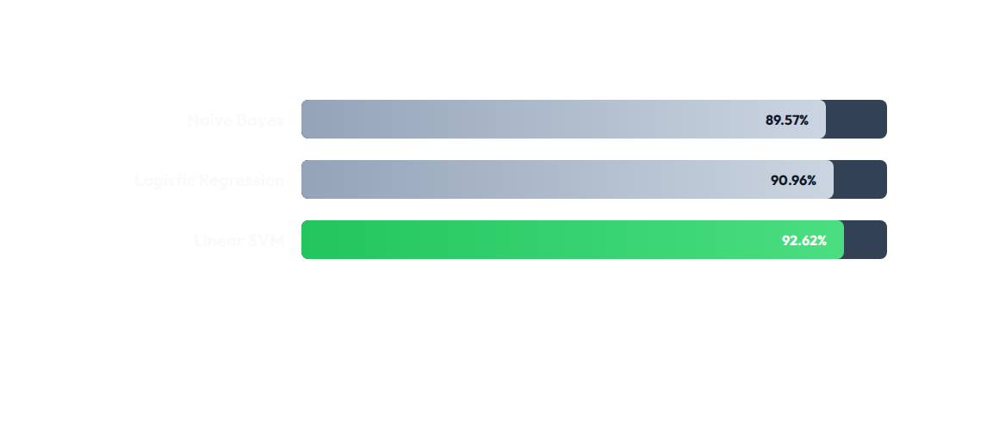 Naive Bayes 89.57%
Logistic Regression 90.96%
Linear SVM 92.62%